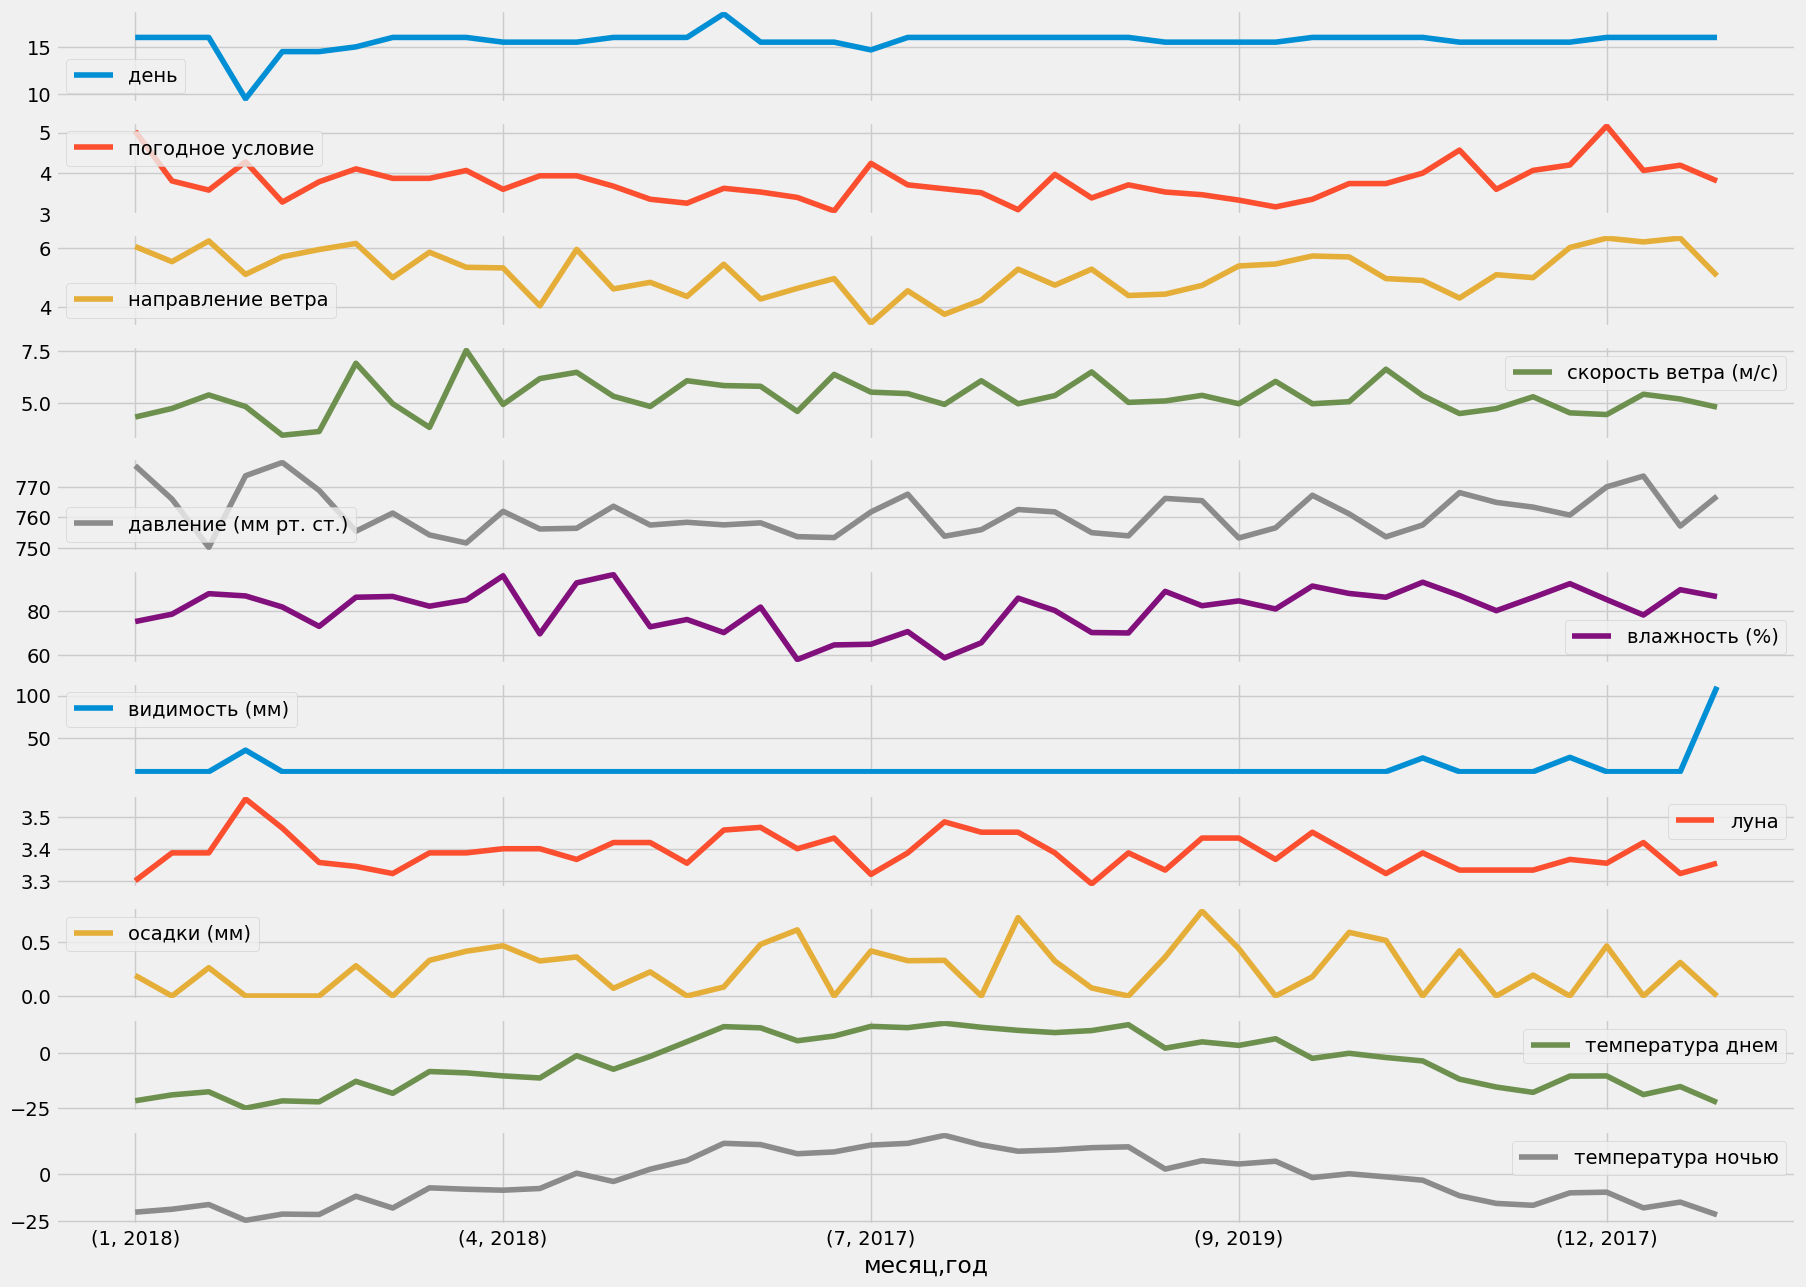 15
день
10
5
погодное условие
4
3
6
направление ветра
4
7.5
скорость ветра (м/с)
5.0
770
760
давление (мм рт. ст.)
750
80
влажность (%)
60
100
видимость (мм)
50
3.5
луна
3.4
3.3
осадки (мм)
0.5
0.0
температура днем
0
−25
температура ночью
0
−25
(1, 2018) (4, 2018) (7, 2017) (9, 2019) (12, 2017)
месяц,год